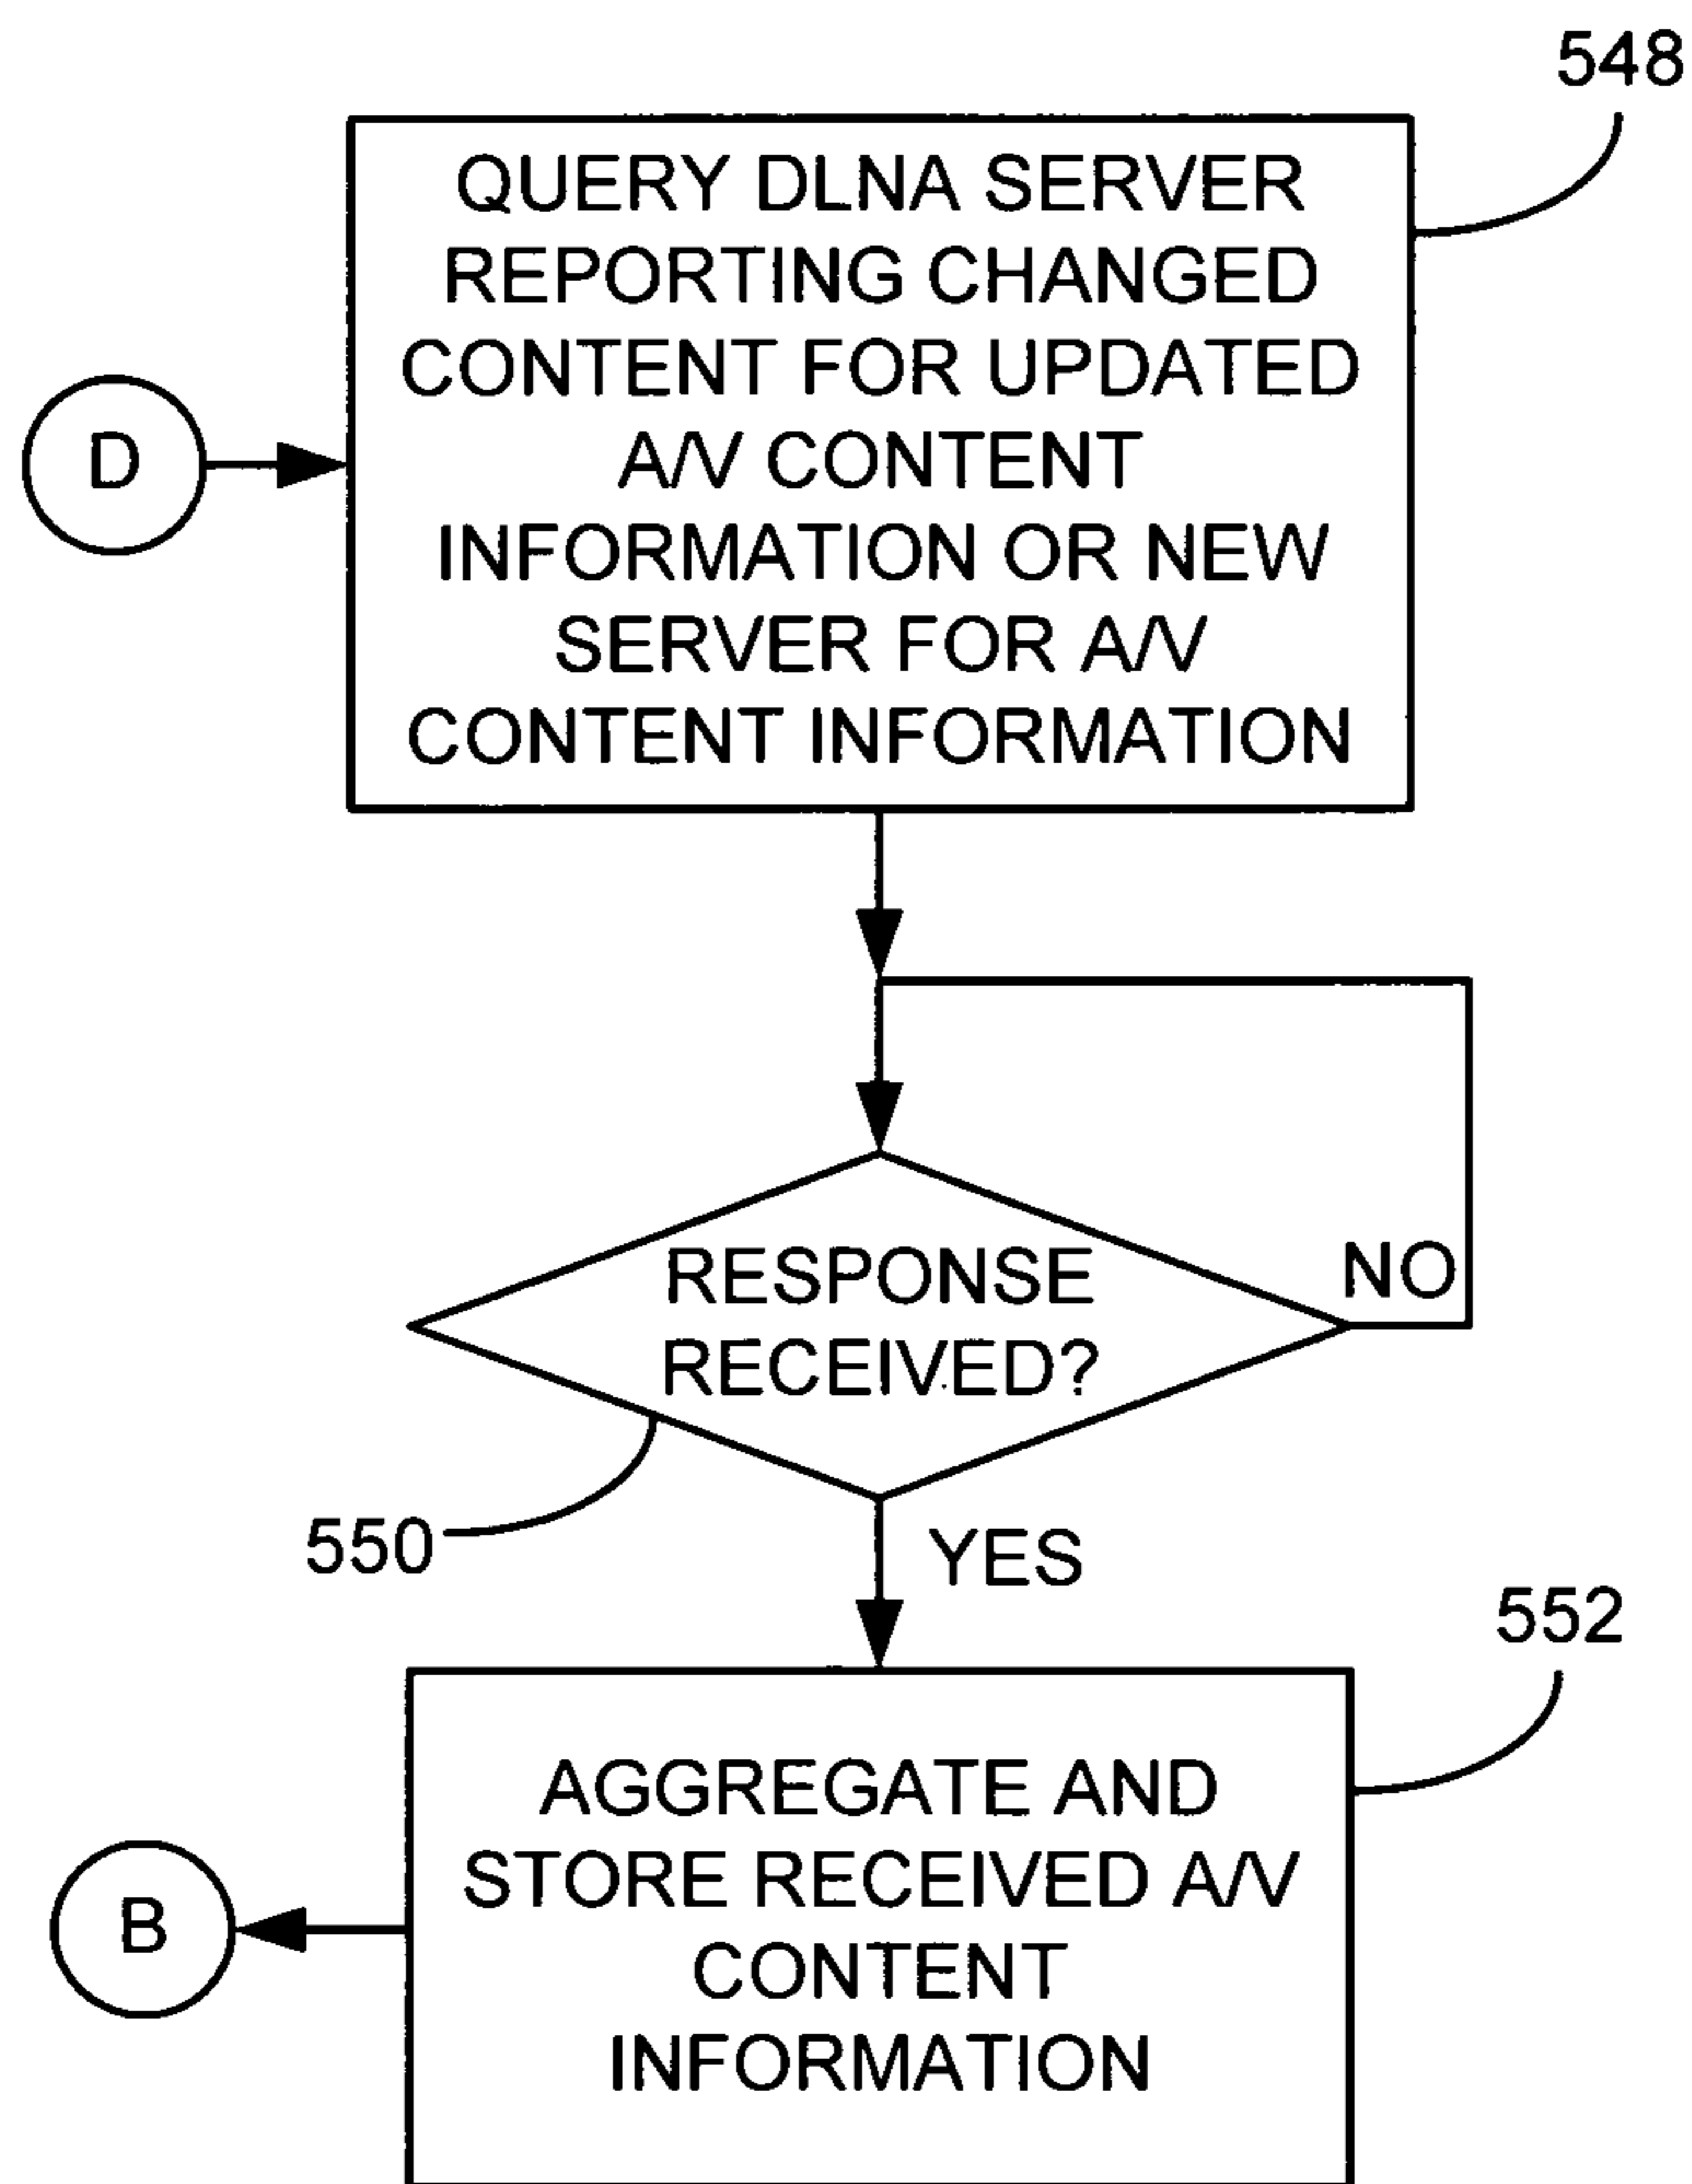 548
QUERY DLNA SERVER
REPORTING CHANGED
CONTENT FOR UPDATED
A/V CONTENT
INFORMATION OR NEW
SERVER FOR A/V
CONTENT INFORMATION
D
RESPONSE
RECEIVED?
NO
550
YES
552
AGGREGATE AND
STORE RECEIVED A/V
CONTENT
INFORMATION
B